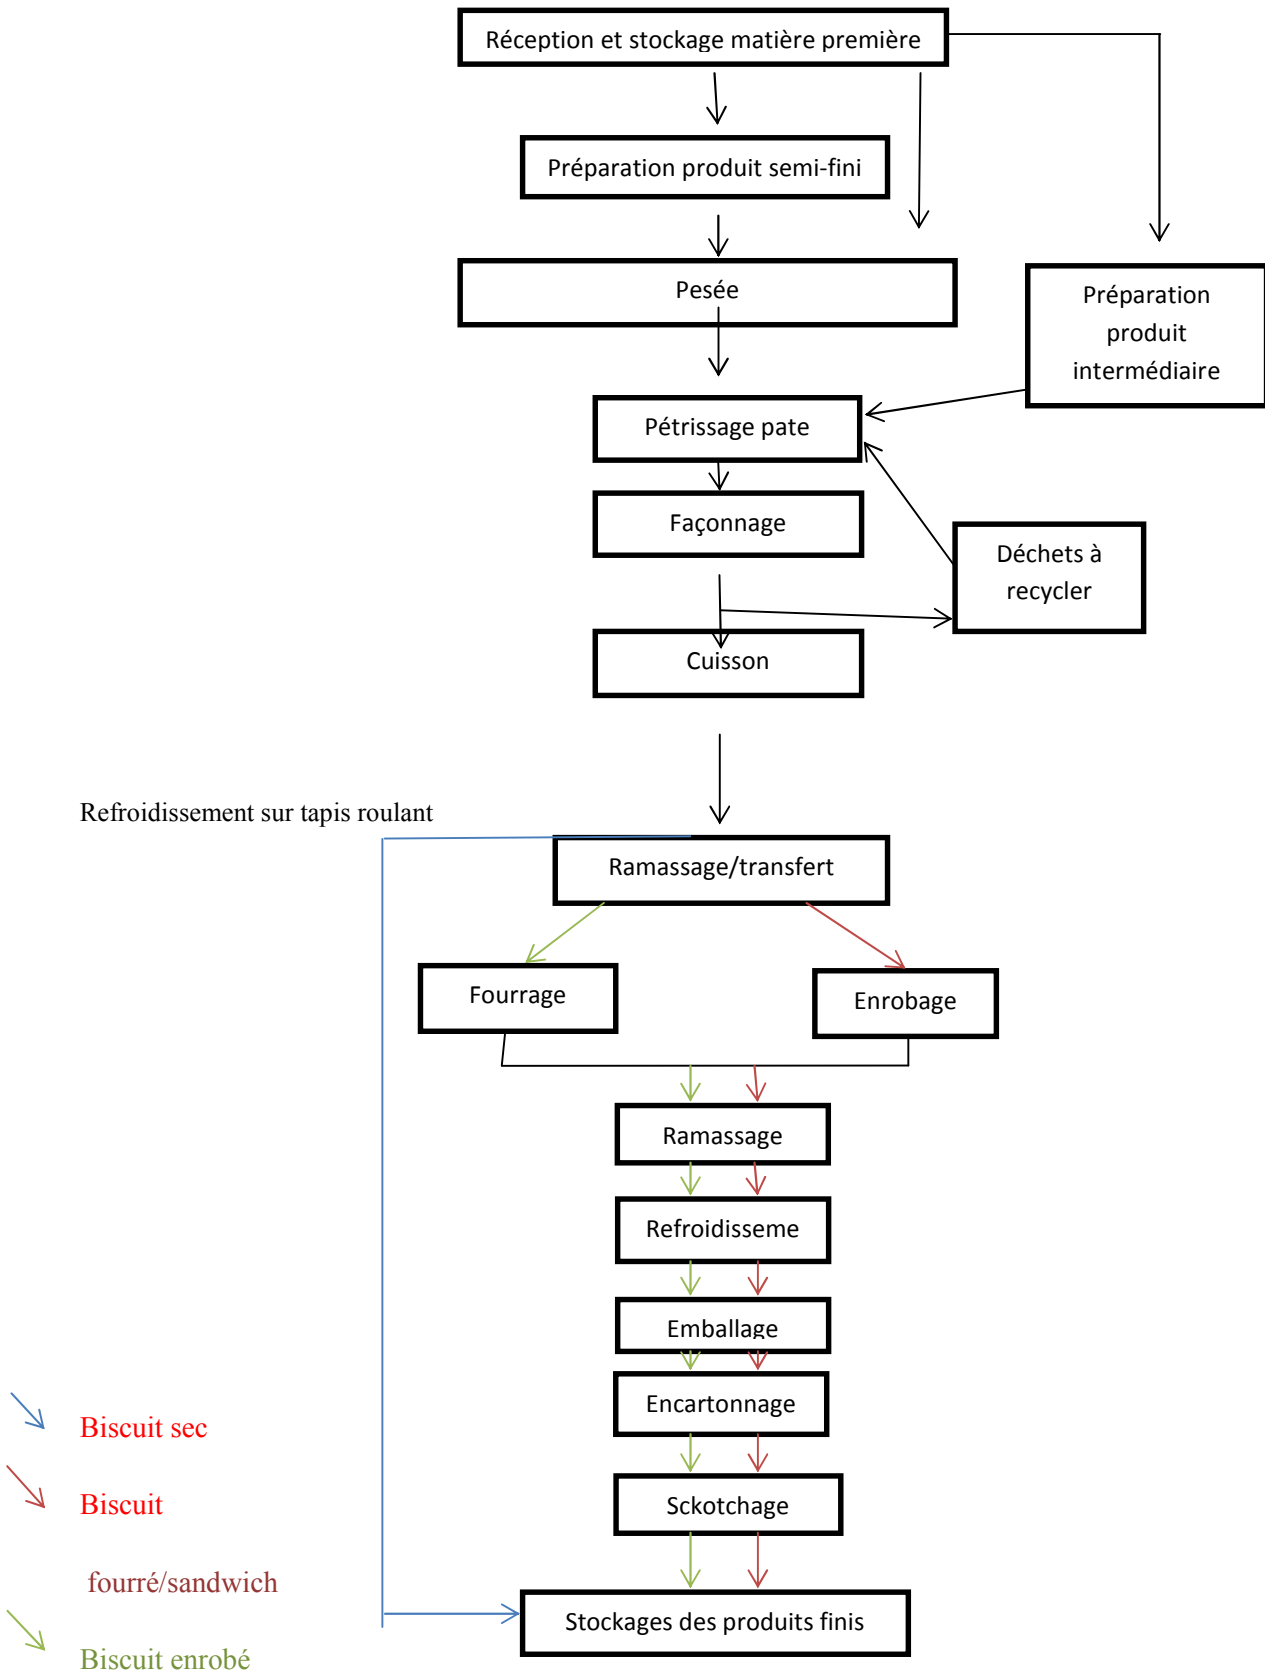 Réception et stockage matière première
Préparation produit semi-fini
Pesée
Préparation
produit
intermédiaire
Pétrissage pate
Façonnage
Déchets à
recycler
Cuisson
Refroidissement sur tapis roulant
Ramassage/transfert
Fourrage
Enrobage
Ramassage
Refroidisseme
Emballage
Encartonnage
Sckotchage
Stockages des produits finis
Biscuit sec
Biscuit
fourré/sandwich
Biscuit enrobé